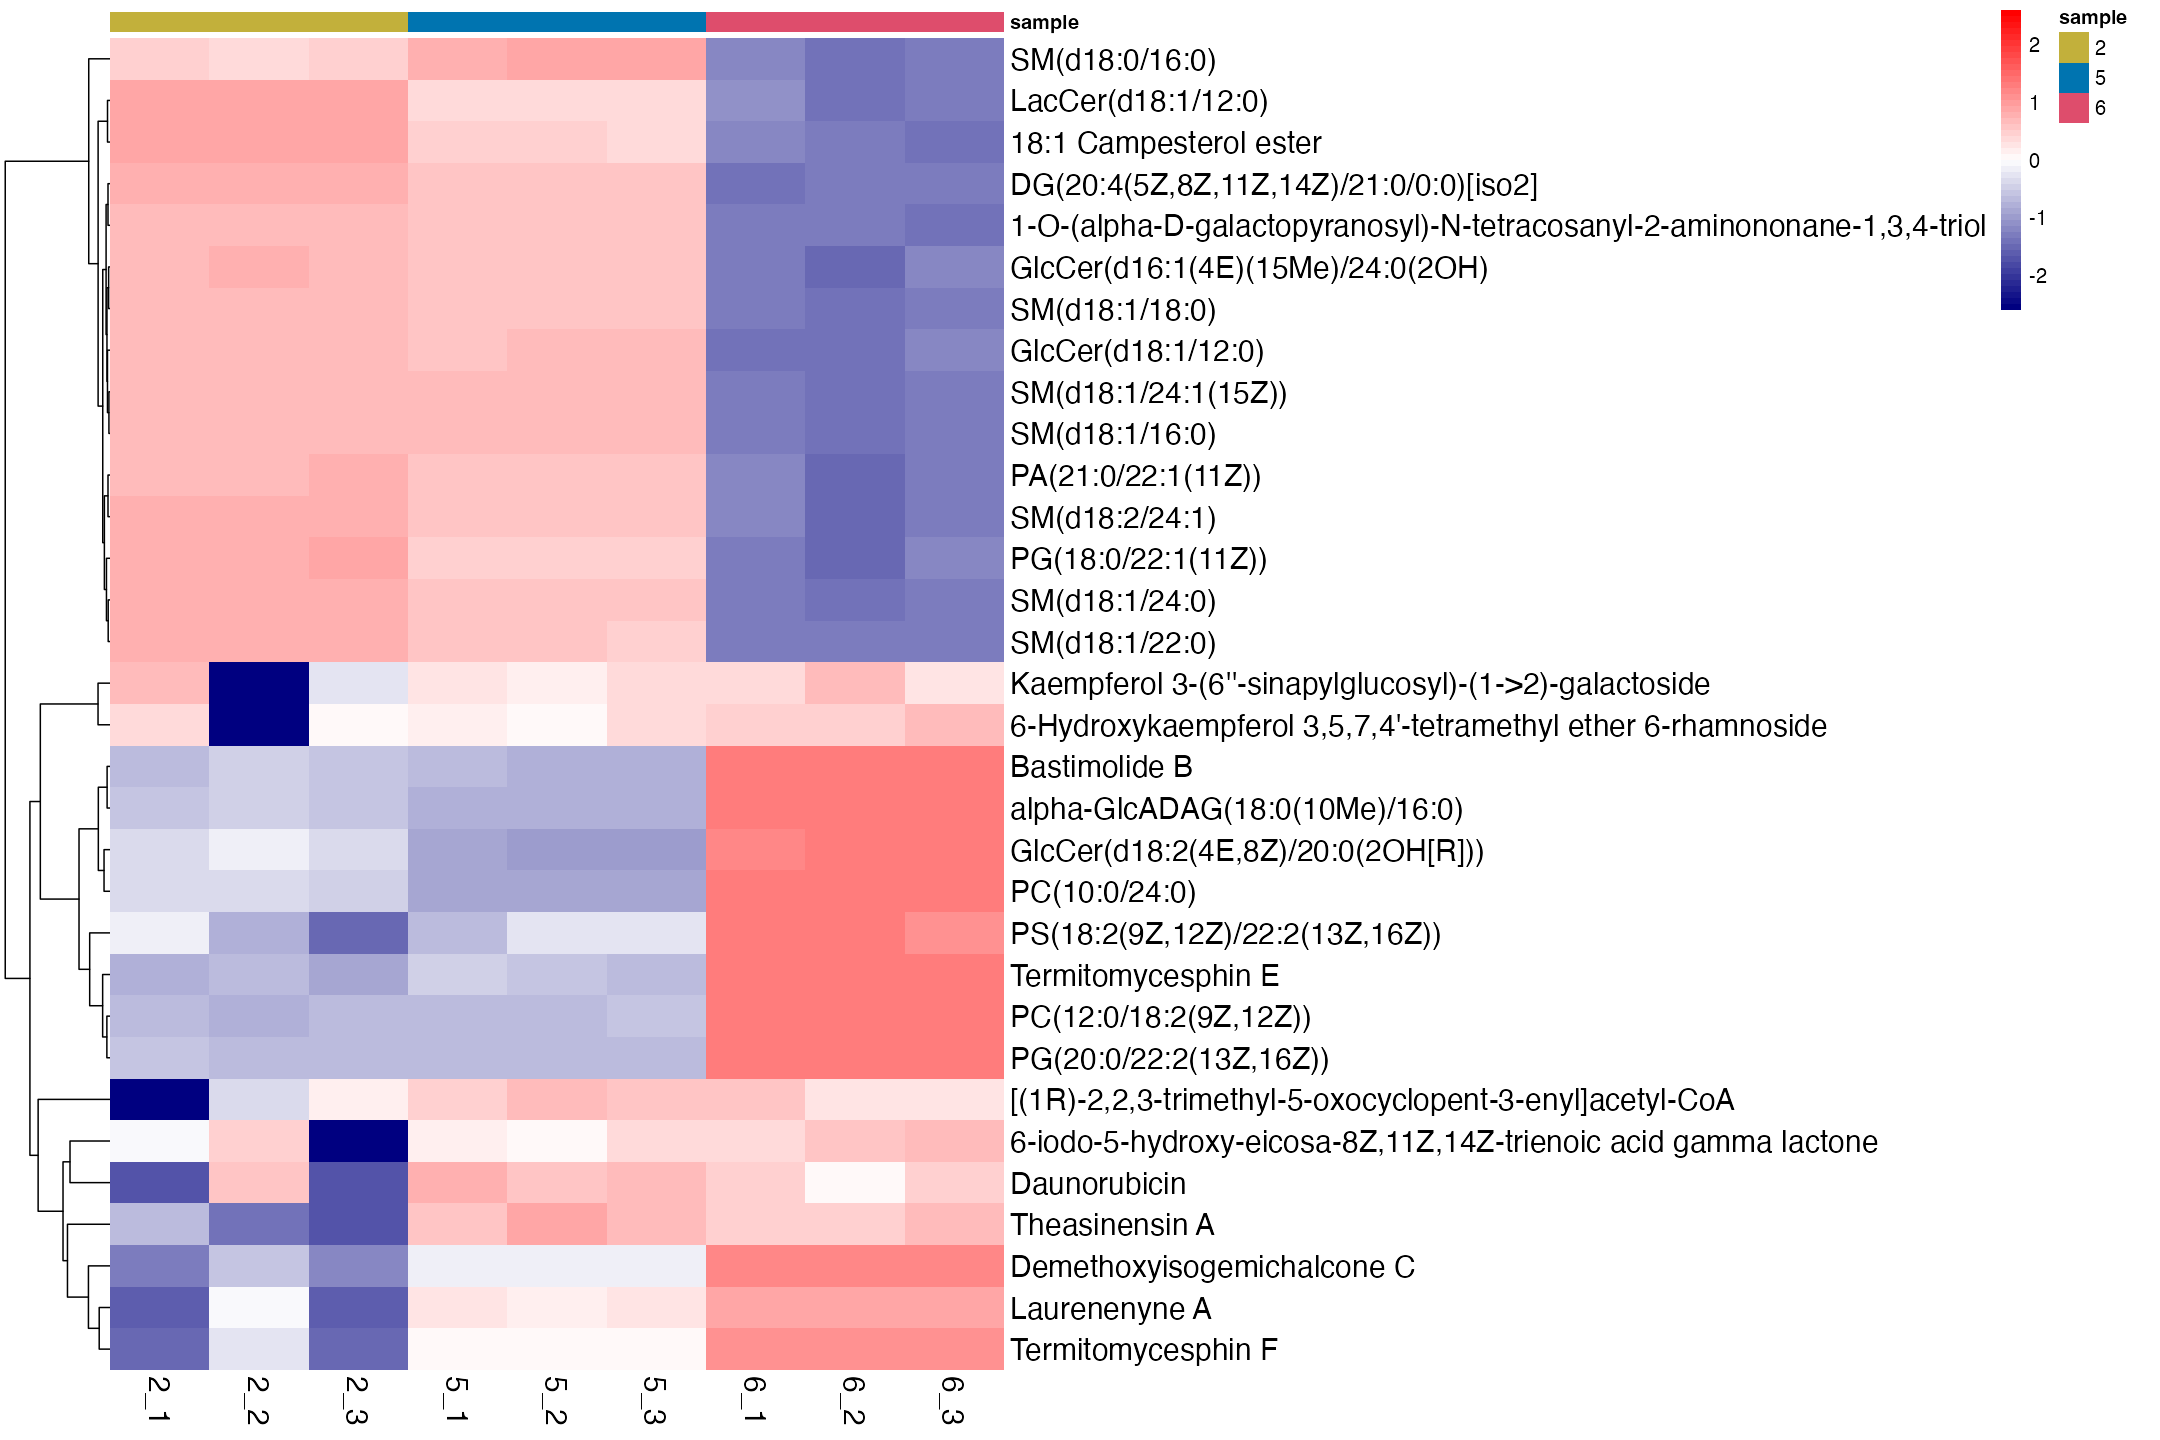 sample
SM(d18:0/16:0)
LacCer(d18:1/12:0)
18:1 Campesterol ester
DG(20:4(5Z,8Z,11Z,14Z)/21:0/0:0)[iso2]
1-O-(alpha-D-galactopyranosyl)-N-tetracosanyl-2-aminononane-1,3,4-triol
GlcCer(d16:1(4E)(15Me)/24:0(2OH)
SM(d18:1/18:0)
GlcCer(d18:1/12:0)
SM(d18:1/24:1(15Z))
SM(d18:1/16:0)
PA(21:0/22:1(11Z))
SM(d18:2/24:1)
PG(18:0/22:1(11Z))
SM(d18:1/24:0)
SM(d18:1/22:0)
Kaempferol 3-(6''-sinapylglucosyl)-(1->2)-galactoside
6-Hydroxykaempferol 3,5,7,4'-tetramethyl ether 6-rhamnoside
Bastimolide B
alpha-GlcADAG(18:0(10Me)/16:0)
GlcCer(d18:2(4E,8Z)/20:0(2OH[R]))
PC(10:0/24:0)
PS(18:2(9Z,12Z)/22:2(13Z,16Z))
Termitomycesphin E
PC(12:0/18:2(9Z,12Z))
PG(20:0/22:2(13Z,16Z))
[(1R)-2,2,3-trimethyl-5-oxocyclopent-3-enyl]acetyl-CoA
6-iodo-5-hydroxy-eicosa-8Z,11Z,14Z-trienoic acid gamma lactone
Daunorubicin
Theasinensin A
Demethoxyisogemichalcone C
Laurenenyne A
Termitomycesphin F
2_1
2_2
2_3
5_1
5_2
5_3
6_1
6_2
6_3
2
1
0
-1
-2
sample
2
5
6